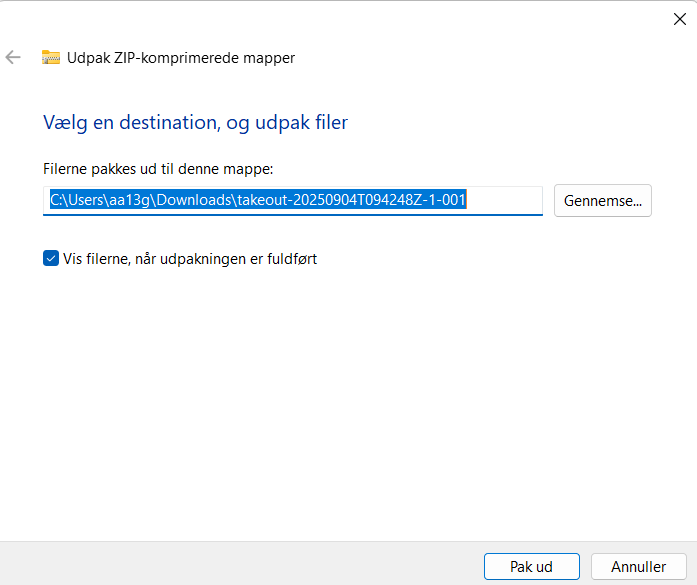 Udpak ZIP-komprimerede mapper
Vælg en destination, og udpak filer
Filerne pakkes ud til denne mappe:
C:\Users\aa13g\Downloads\takeout-20250904T094248Z-1-001
Gennemse...
Vis filerne, når udpakningen er fuldført
Pak ud
Annuller